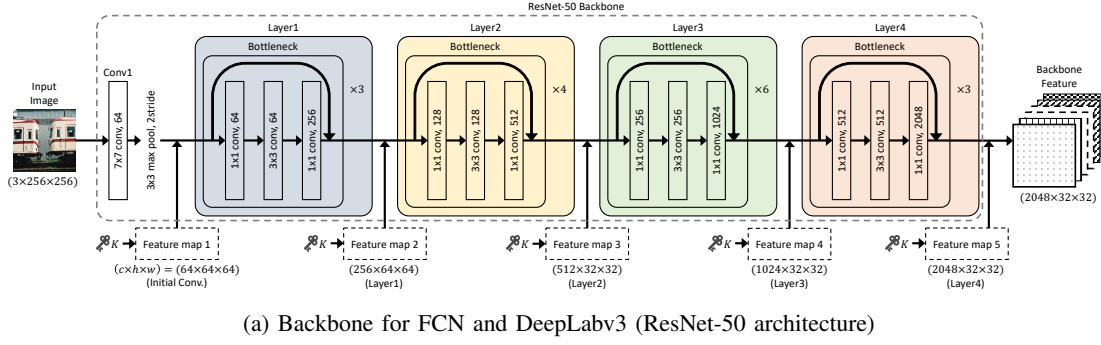 ResNet-50 Backbone
Layer1
Layer2
Layer3
Layer4
Bottleneck
Bottleneck
Bottleneck
Bottleneck
Input
Image
(3×256×256)
Conv1
7x7 conv, 64
3x3 max pool, 2stride
1x1 conv, 64
3x3 conv, 64
1x1 conv, 256
×3
1x1 conv, 128
3x3 conv, 128
1x1 conv, 512
×4
1x1 conv, 256
3x3 conv, 256
1x1 conv, 1024
×6
1x1 conv, 512
3x3 conv, 512
1x1 conv, 2048
×3
Backbone
Feature
(2048×32×32)
K
Feature map 1
(c×h×w) = (64×64×64)
(Initial Conv.)
K
Feature map 2
(256×64×64)
(Layer1)
K
Feature map 3
(512×32×32)
(Layer2)
K
Feature map 4
(1024×32×32)
(Layer3)
K
Feature map 5
(2048×32×32)
(Layer4)
(a) Backbone for FCN and DeepLabv3 (ResNet-50 architecture)